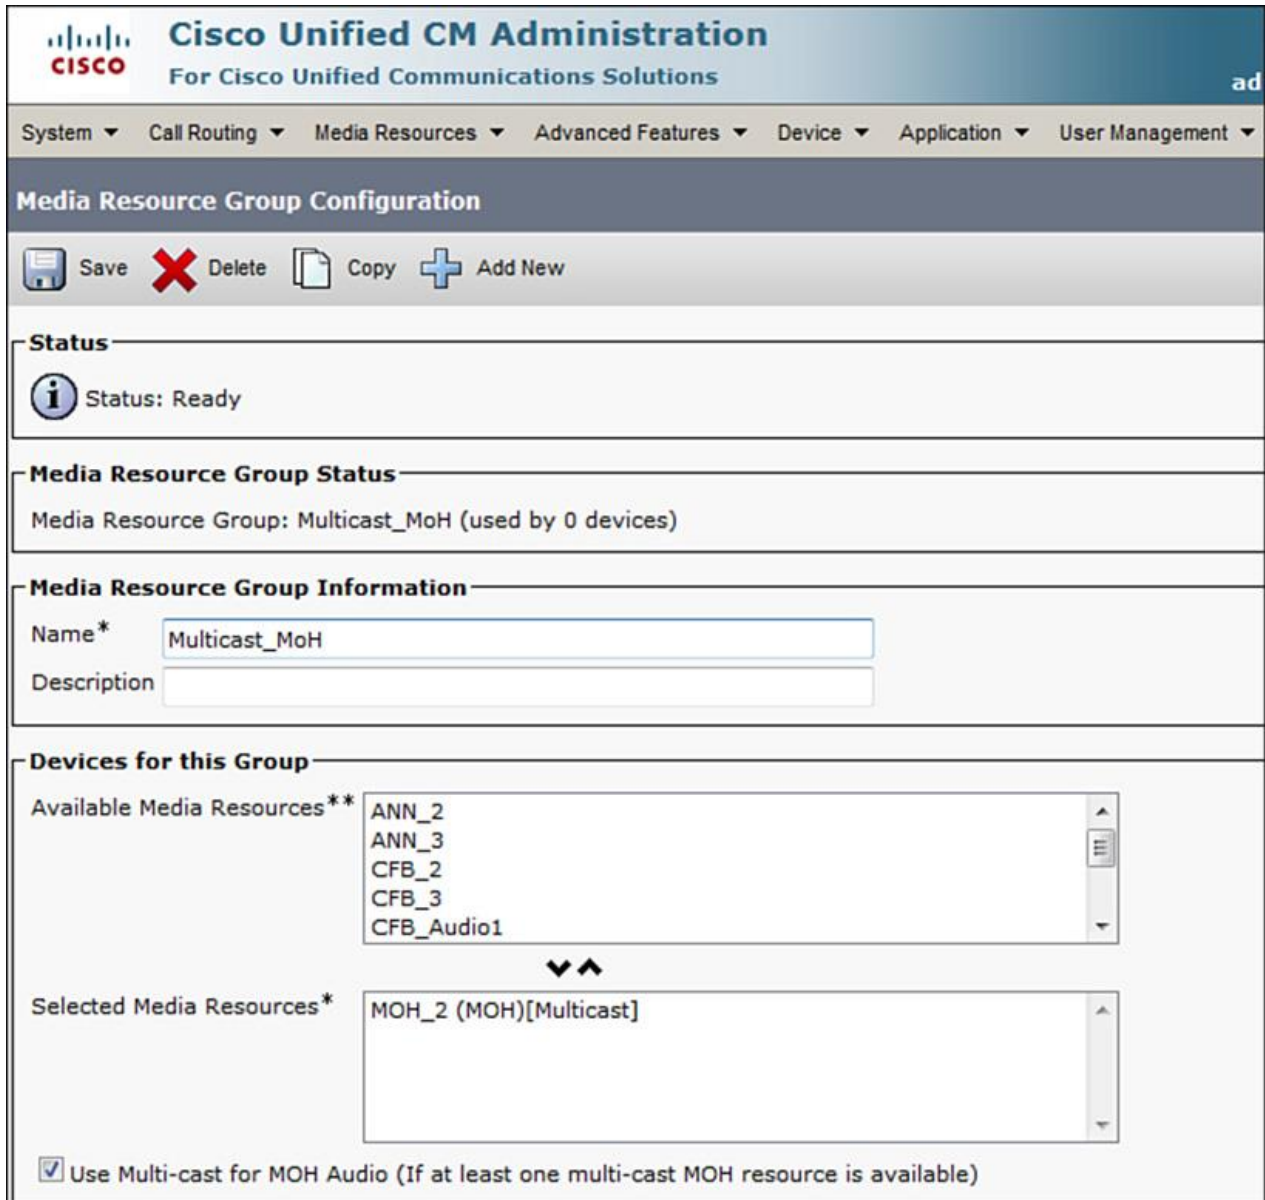 Cisco Unified CM Administration
CISCO
For Cisco Unified Communications Solutions
ad
System Call Routing Media Resources Advanced Features Device Application User Management
Media Resource Group Configuration
Save Delete Copy Add New
Status
i Status: Ready
Media Resource Group Status
Media Resource Group: Multicast_MoH (used by 0 devices)
Media Resource Group Information
Name* Multicast_MoH
Description
Devices for this Group
Available Media Resources** ANN_2
ANN_3
CFB_2
CFB_3
CFB_Audio1
Selected Media Resources* MOH_2 (MOH)[Multicast]
Use Multi-cast for MOH Audio (If at least one multi-cast MOH resource is available)